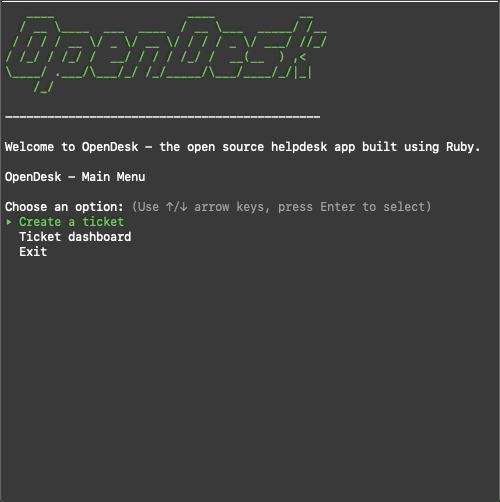 OpenDesk
Welcome to OpenDesk - the open source helpdesk app built using Ruby.
OpenDesk - Main Menu
Choose an option: (Use ↑/↓ arrow keys, press Enter to select)
‣ Create a ticket
Ticket dashboard
Exit